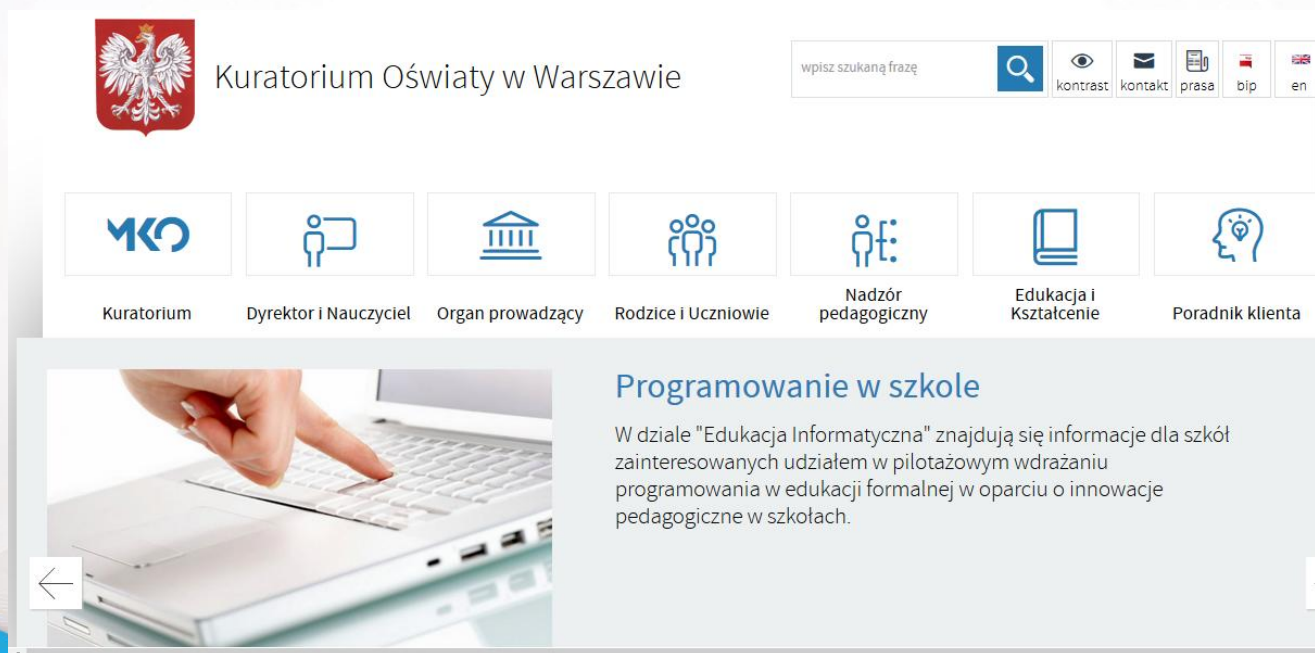 Kuratorium Oświaty w Warszawie
wpisz szukaną frazę
kontrast
kontakt
prasa
bip
en
MKO
Kuratorium
Dyrektor i Nauczyciel
Organ prowadzący
Rodzice i Uczniowie
Nadzór
pedagogiczny
Edukacja i
Kształcenie
Poradnik klienta
Programowanie w szkole
W dziale "Edukacja Informatyczna" znajdują się informacje dla szkół
zainteresowanych udziałem w pilotażowym wdrażaniu
programowania w edukacji formalnej w oparciu o innowacje
pedagogiczne w szkołach.